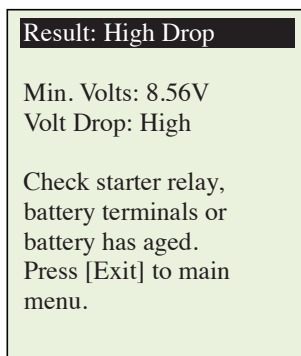 Result: High Drop
Min. Volts: 8.56V
Volt Drop: High
Check starter relay,
battery terminals or
battery has aged.
Press [Exit] to main
menu.